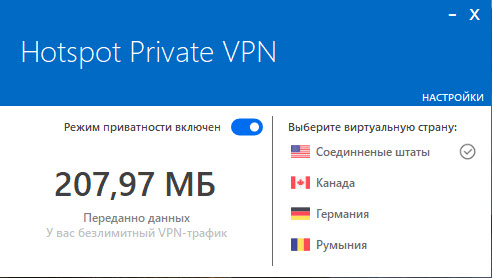 – X
Hotspot Private VPN
НАСТРОЙКИ
Режим приватности включен
207,97 МБ
Переданно данных
У вас безлимитный VPN-трафик
Выберите виртуальную страну:
Соединненые штаты
Канада
Германия
Румыния